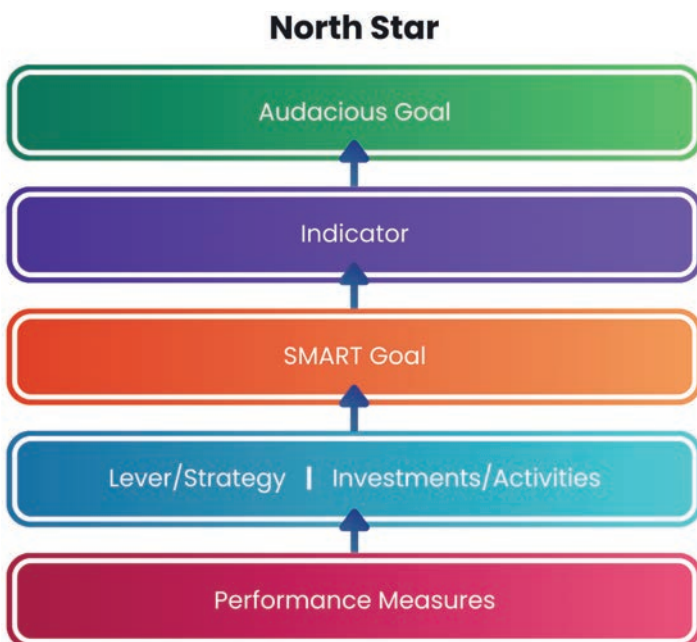 North Star
Audacious Goal
Indicator
SMART Goal
Lever/Strategy | Investments/Activities
Performance Measures